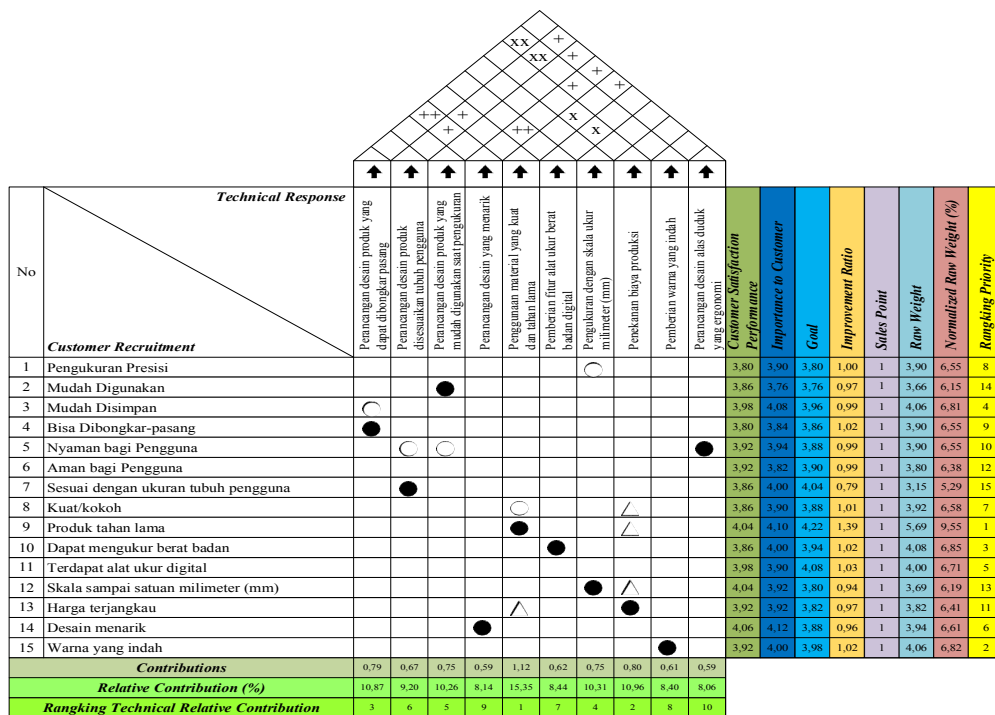 xx +
xx + +
+ +
++ + x
+ ++ x
Technical Response
No
Customer Recruitment
Perancangan desain produk yang
dapat dibongkar pasang
Perancangan desain produk
disesuaikan tubuh pengguna
Perancangan desain produk yang
mudah digunakan saat pengukuran
Perancangan desain yang menarik
Penggunaan material yang kuat
dan tahan lama
Pemberian fitur alat ukur berat
badan digital
Pengukuran dengan skala ukur
milimeter (mm)
Penekanan biaya produksi
Pemberian warna yang indah
Perancangan desain alas duduk
yang ergonomi
Customer Satisfaction
Performance
Importance to Customer
Goal
Improvement Ratio
Sales Point
Raw Weight
Normalized Raw Weight (%)
Rangking Priority
1 Pengukuran Presisi 3,80 3,90 3,80 1,00 1 3,90 6,55 8
2 Mudah Digunakan 3,86 3,76 3,76 0,97 1 3,66 6,15 14
3 Mudah Disimpan 3,98 4,08 3,96 0,99 1 4,06 6,81 4
4 Bisa Dibongkar-pasang 3,80 3,84 3,86 1,02 1 3,90 6,55 9
5 Nyaman bagi Pengguna 3,92 3,94 3,88 0,99 1 3,90 6,55 10
6 Aman bagi Pengguna 3,92 3,82 3,90 0,99 1 3,80 6,38 12
7 Sesuai dengan ukuran tubuh pengguna 3,86 4,00 4,04 0,79 1 3,15 5,29 15
8 Kuat/kokoh 3,86 3,90 3,88 1,01 1 3,92 6,58 7
9 Produk tahan lama 4,04 4,10 4,22 1,39 1 5,69 9,55 1
10 Dapat mengukur berat badan 3,86 4,00 3,94 1,02 1 4,08 6,85 3
11 Terdapat alat ukur digital 3,98 3,90 4,08 1,03 1 4,00 6,71 5
12 Skala sampai satuan milimeter (mm) 4,04 3,92 3,80 0,94 1 3,69 6,19 13
13 Harga terjangkau 3,92 3,92 3,82 0,97 1 3,82 6,41 11
14 Desain menarik 4,06 4,12 3,88 0,96 1 3,94 6,61 6
15 Warna yang indah 3,92 4,00 3,98 1,02 1 4,06 6,82 2
Contributions 0,79 0,67 0,75 0,59 1,12 0,62 0,75 0,80 0,61 0,59
Relative Contribution (%) 10,87 9,20 10,26 8,14 15,35 8,44 10,31 10,96 8,40 8,06
Rangking Technical Relative Contribution 3 6 5 9 1 7 4 2 8 10